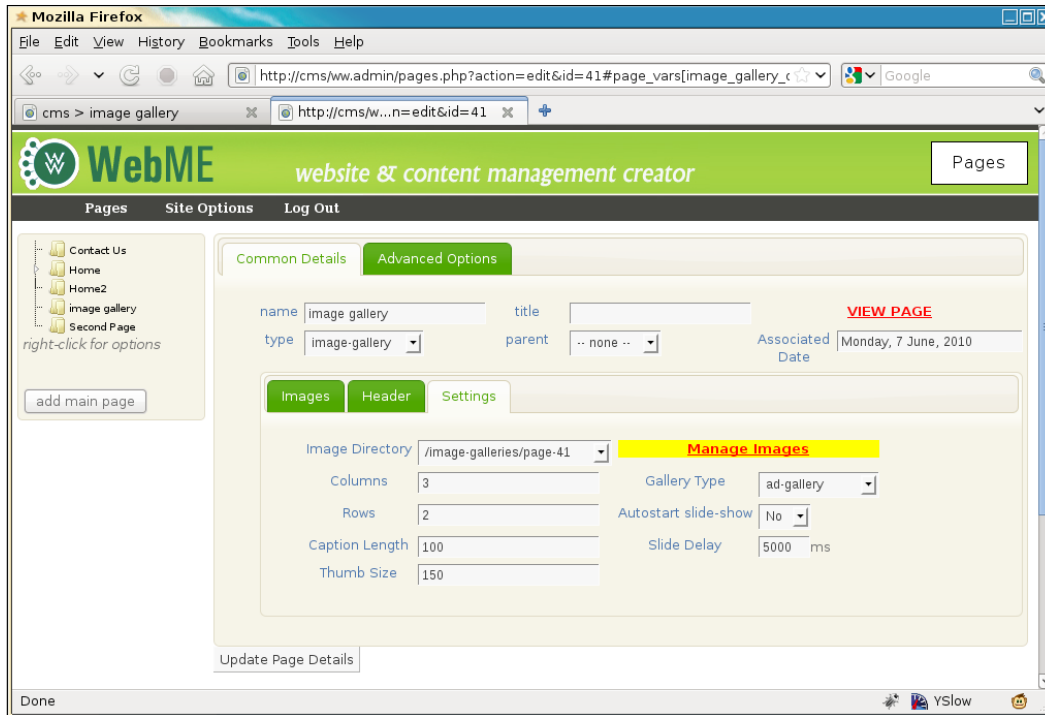 Mozilla Firefox
File Edit View History Bookmarks Tools Help
http://cms/ww.admin/pages.php?action=edit&id=41#page_vars[image_gallery_
Google
cms > image gallery
http://cms/w...n=edit&id=41
WebME website & content management creator
Pages
Pages Site Options Log Out
Contact Us
Home
Home2
image gallery
Second Page
right-click for options
add main page
Common Details Advanced Options
name image gallery title VIEW PAGE
type image-gallery parent -- none -- Associated Date Monday, 7 June, 2010
Images Header Settings
Image Directory /image-galleries/page-41 Manage Images
Columns 3 Gallery Type ad-gallery
Rows 2 Autostart slide-show No
Caption Length 100 Slide Delay 5000 ms
Thumb Size 150
Update Page Details
Done YSlow